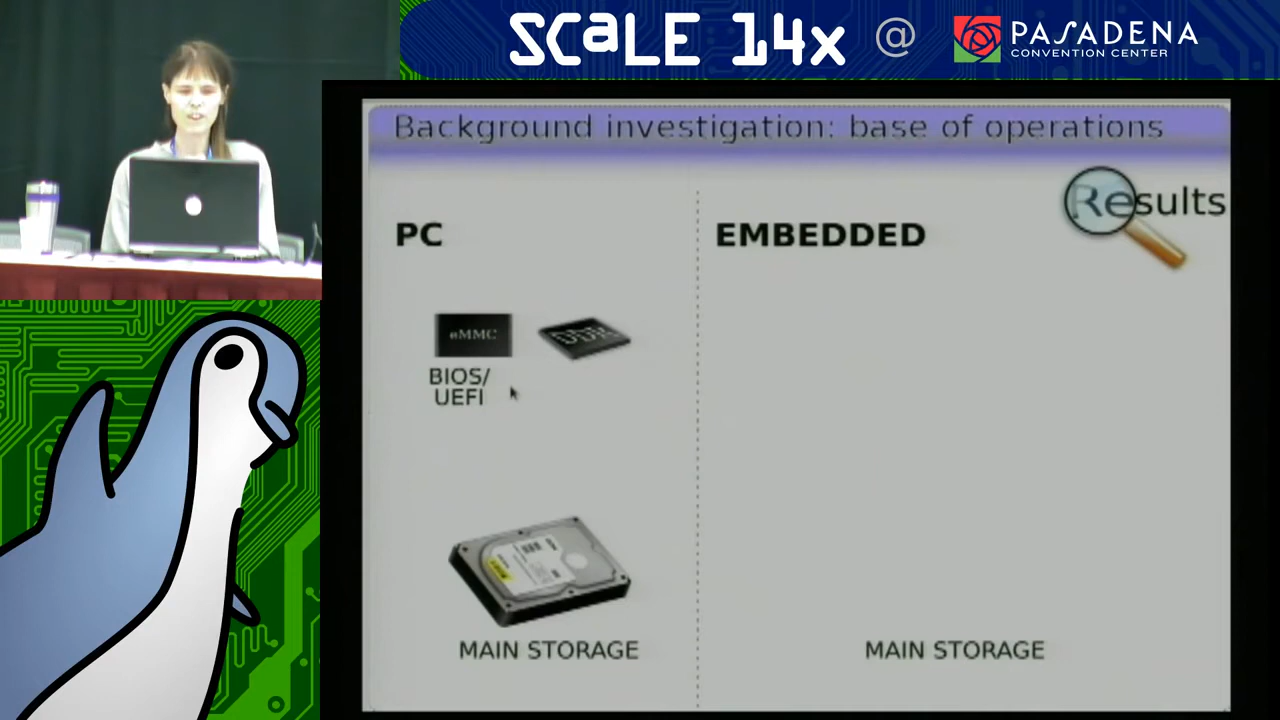 SCaLE 14x @ PASADENA
CONVENTION CENTER
Background investigation: base of operations
Results
PC
EMBEDDED
eMMC
DDR
BIOS/
UEFI
MAIN STORAGE
MAIN STORAGE